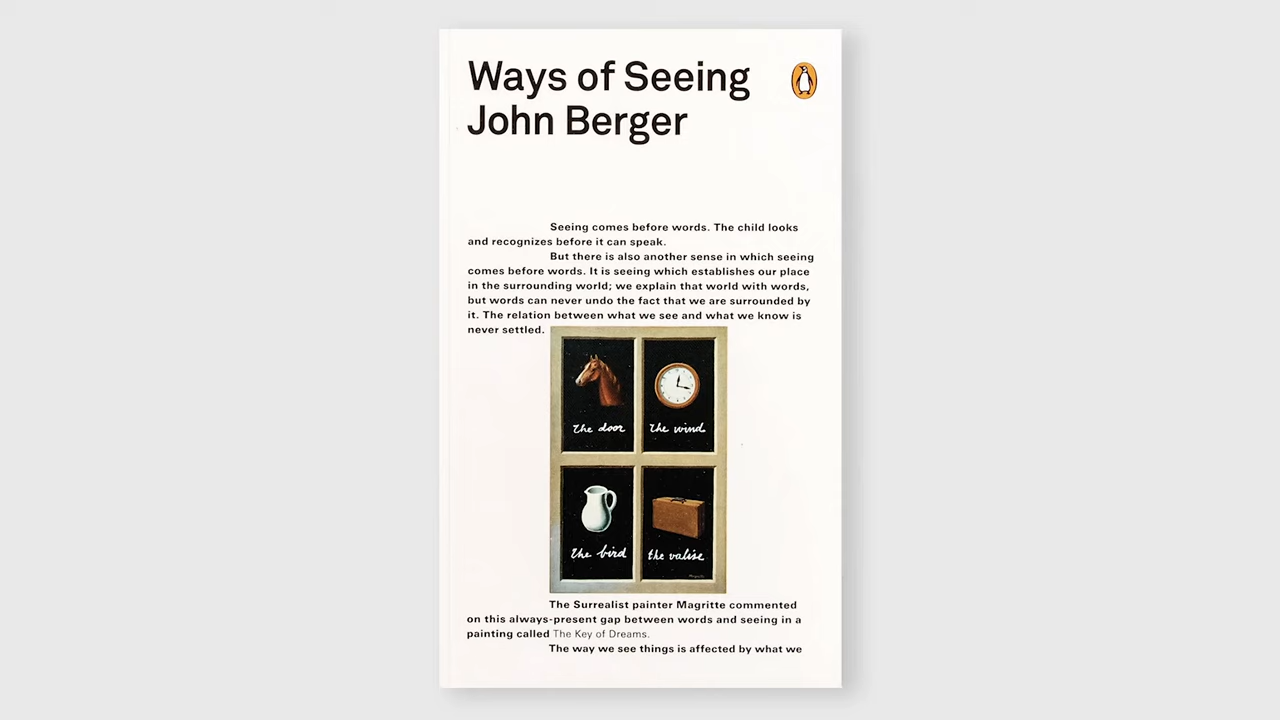 Ways of Seeing
John Berger
Seeing comes before words. The child looks
and recognizes before it can speak.
But there is also another sense in which seeing
comes before words. It is seeing which establishes our place
in the surrounding world; we explain that world with words,
but words can never undo the fact that we are surrounded by
it. The relation between what we see and what we know is
never settled.
the door
the wind
the bird
the valise
The Surrealist painter Magritte commented
on this always-present gap between words and seeing in a
painting called The Key of Dreams.
The way we see things is affected by what we